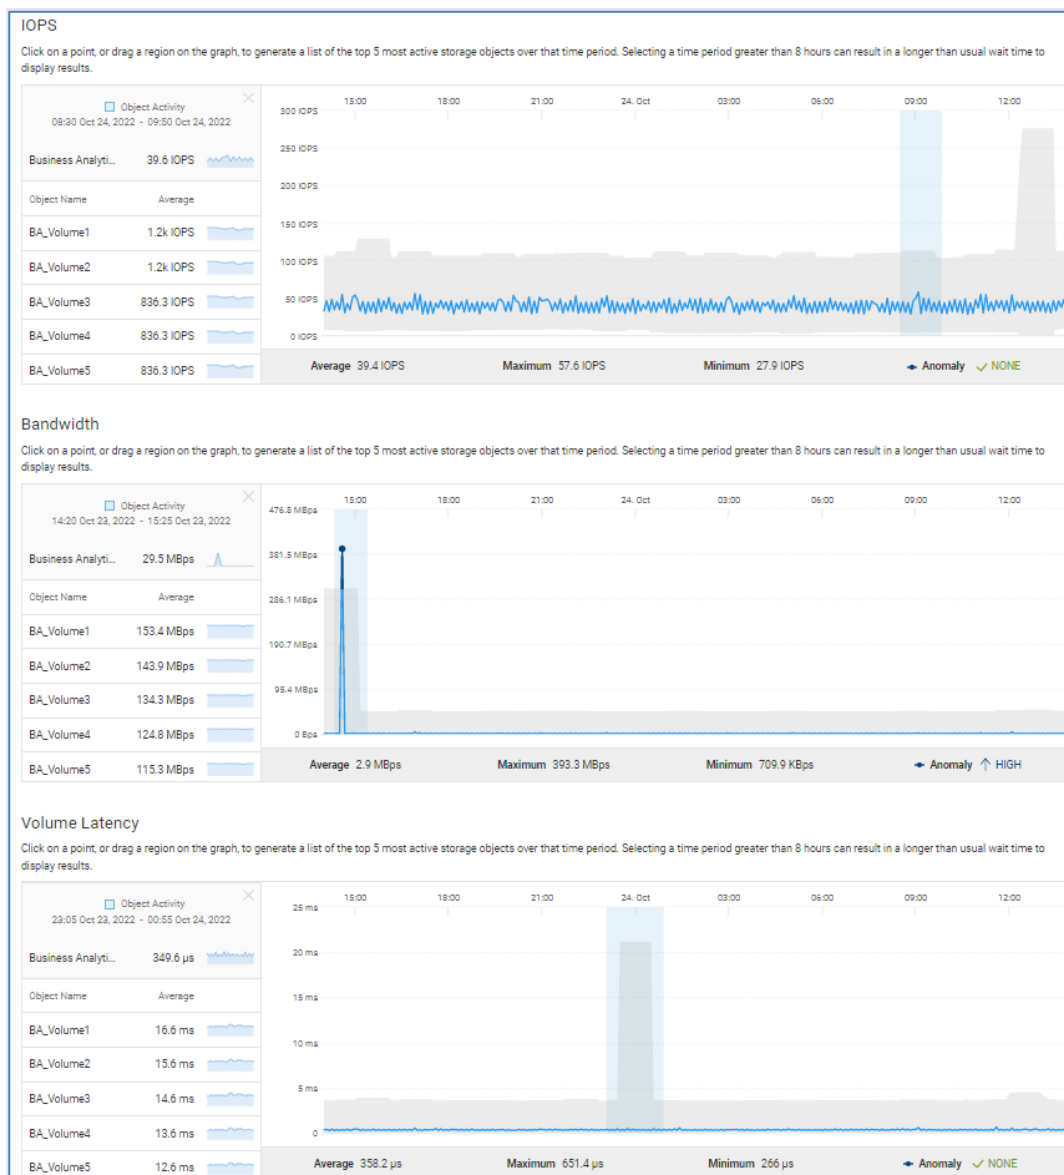 IOPS
Click on a point, or drag a region on the graph, to generate a list of the top 5 most active storage objects over that time period. Selecting a time period greater than 8 hours can result in a longer than usual wait time to
display results.
Object Activity
08:30 Oct 24, 2022 - 09:50 Oct 24, 2022
Business Analyti... 39.6 IOPS
Object Name Average
BA_Volume1 1.2k IOPS
BA_Volume2 1.2k IOPS
BA_Volume3 836.3 IOPS
BA_Volume4 836.3 IOPS
BA_Volume5 836.3 IOPS
15:00 18:00 21:00 24. Oct 03:00 06:00 09:00 12:00
300 IOPS
250 IOPS
200 IOPS
150 IOPS
100 IOPS
50 IOPS
0 IOPS
Average 39.4 IOPS Maximum 57.6 IOPS Minimum 27.9 IOPS Anomaly NONE
Bandwidth
Click on a point, or drag a region on the graph, to generate a list of the top 5 most active storage objects over that time period. Selecting a time period greater than 8 hours can result in a longer than usual wait time to
display results.
Object Activity
14:20 Oct 23, 2022 - 15:25 Oct 23, 2022
Business Analyti... 29.5 MBps
Object Name Average
BA_Volume1 153.4 MBps
BA_Volume2 143.9 MBps
BA_Volume3 134.3 MBps
BA_Volume4 124.8 MBps
BA_Volume5 115.3 MBps
15:00 18:00 21:00 24. Oct 03:00 06:00 09:00 12:00
476.8 MBps
381.5 MBps
286.1 MBps
190.7 MBps
95.4 MBps
0 Bps
Average 2.9 MBps Maximum 393.3 MBps Minimum 709.9 KBps Anomaly HIGH
Volume Latency
Click on a point, or drag a region on the graph, to generate a list of the top 5 most active storage objects over that time period. Selecting a time period greater than 8 hours can result in a longer than usual wait time to
display results.
Object Activity
23:05 Oct 23, 2022 - 00:55 Oct 24, 2022
Business Analyti... 349.6 µs
Object Name Average
BA_Volume1 16.6 ms
BA_Volume2 15.6 ms
BA_Volume3 14.6 ms
BA_Volume4 13.6 ms
BA_Volume5 12.6 ms
15:00 18:00 21:00 24. Oct 03:00 06:00 09:00 12:00
25 ms
20 ms
15 ms
10 ms
5 ms
0
Average 358.2 µs Maximum 651.4 µs Minimum 266 µs Anomaly NONE